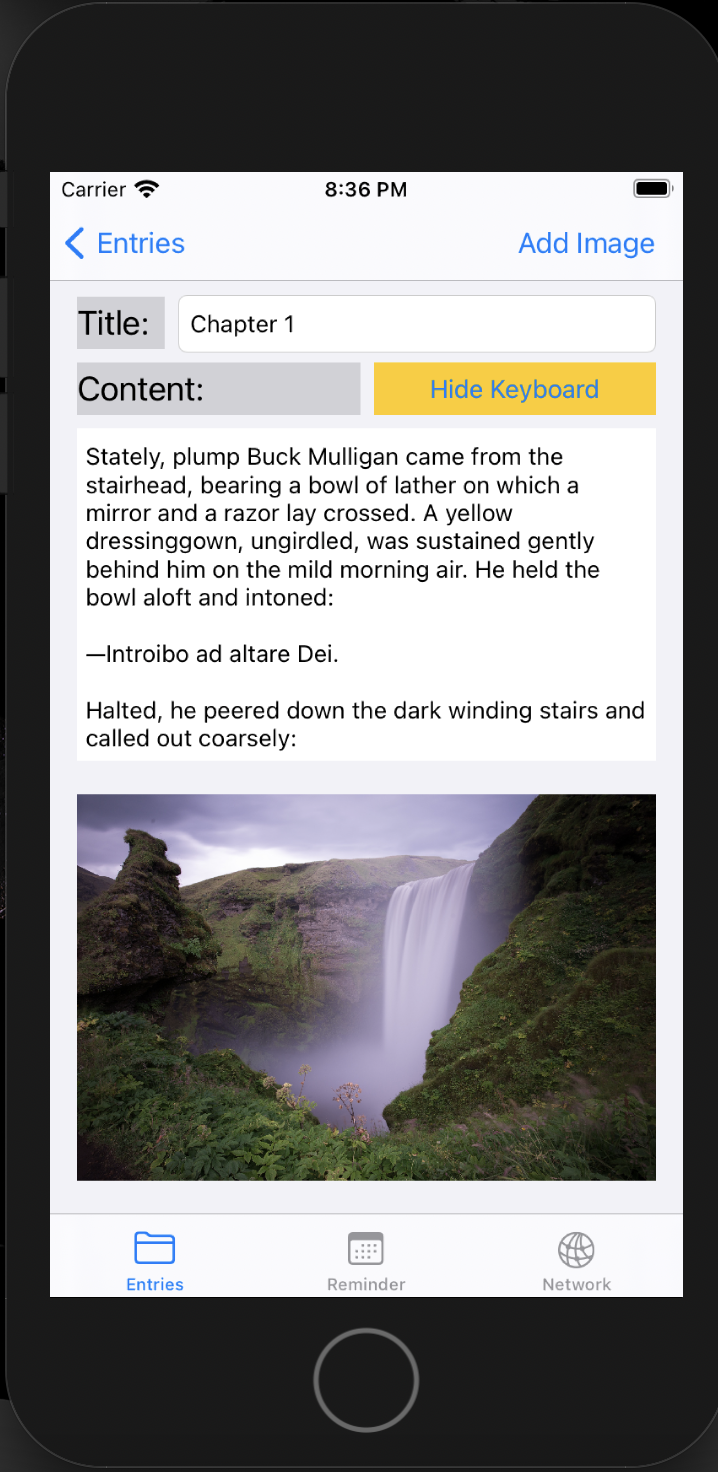 Carrier 8:36 PM
Entries Add Image
Title: Chapter 1
Content: Hide Keyboard
Stately, plump Buck Mulligan came from the
stairhead, bearing a bowl of lather on which a
mirror and a razor lay crossed. A yellow
dressinggown, ungirdled, was sustained gently
behind him on the mild morning air. He held the
bowl aloft and intoned:
—Introibo ad altare Dei.
Halted, he peered down the dark winding stairs and
called out coarsely:
Entries Reminder Network